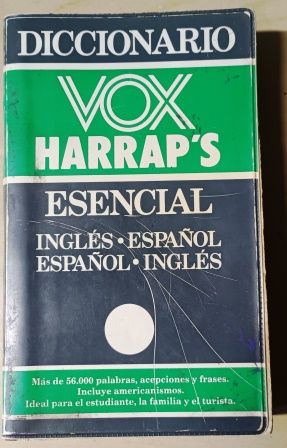 DICCIONARIO
VOX
HARRAP'S
ESENCIAL
INGLÉS • ESPAÑOL
ESPAÑOL • INGLÉS
Más de 56.000 palabras, acepciones y frases.
Incluye americanismos.
Ideal para el estudiante, la familia y el turista.